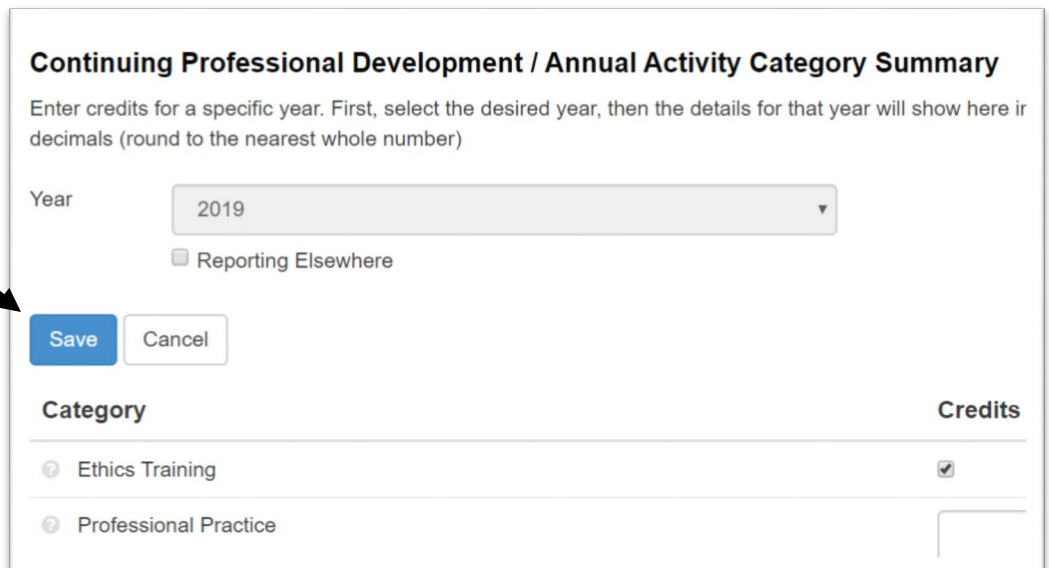 Continuing Professional Development / Annual Activity Category Summary
Enter credits for a specific year. First, select the desired year, then the details for that year will show here
decimals (round to the nearest whole number)
Year
2019
Reporting Elsewhere
Save Cancel
Category Credits
Ethics Training
Professional Practice